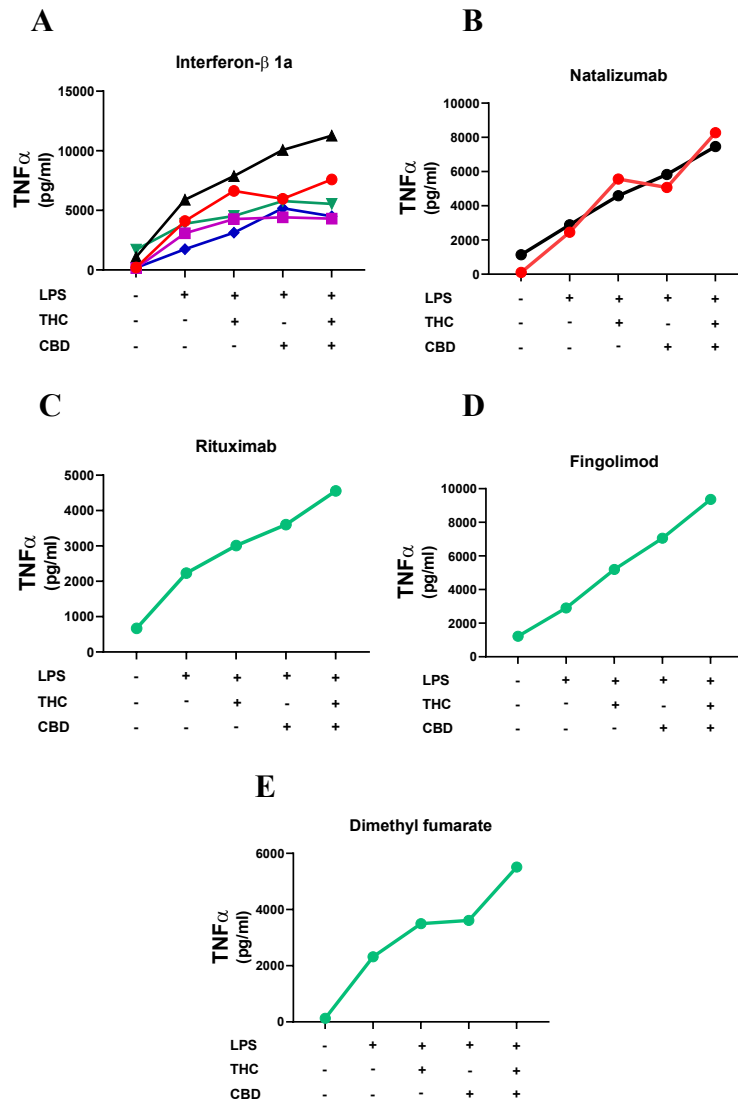 A
Interferon-β 1a
15000
10000
5000
0
TNFα
(pg/ml)
LPS - + + + +
THC - - + - +
CBD - - - + +
B
Natalizumab
10000
8000
6000
4000
2000
0
TNFα
(pg/ml)
LPS - + + + +
THC - - + - +
CBD - - - + +
C
Rituximab
5000
4000
3000
2000
1000
0
TNFα
(pg/ml)
LPS - + + + +
THC - - + - +
CBD - - - + +
D
Fingolimod
10000
8000
6000
4000
2000
0
TNFα
(pg/ml)
LPS - + + + +
THC - - + - +
CBD - - - + +
E
Dimethyl fumarate
6000
4000
2000
0
TNFα
(pg/ml)
LPS - + + + +
THC - - + - +
CBD - - - + +